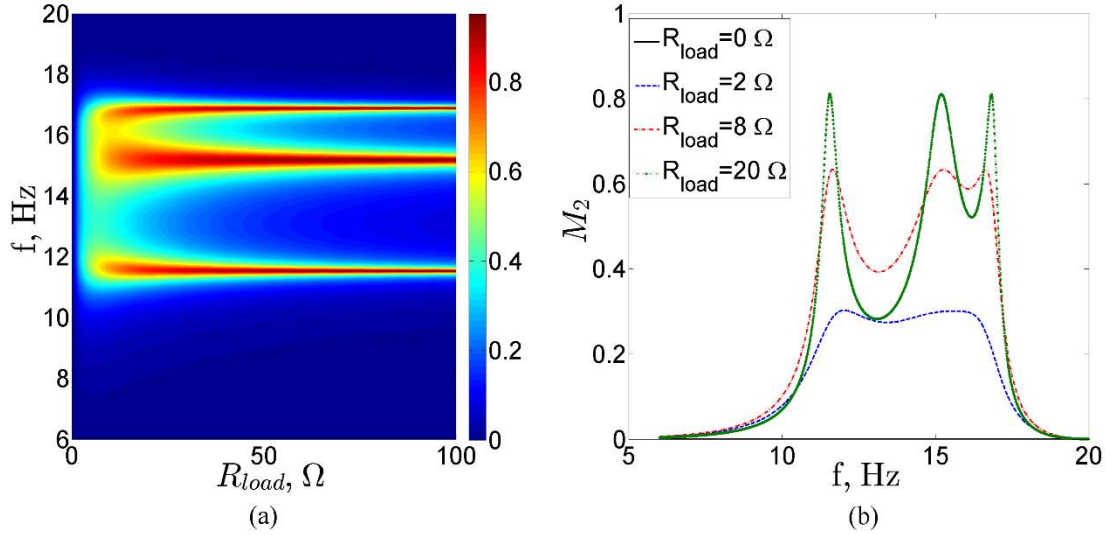 20
18
16
14
12
10
8
6
f, Hz
0
50
100
R_load, Ω
0.8
0.6
0.4
0.2
0
(a)
R_load=0 Ω
R_load=2 Ω
R_load=8 Ω
R_load=20 Ω
1
0.8
0.6
0.4
0.2
0
M_2
5
10
15
20
f, Hz
(b)